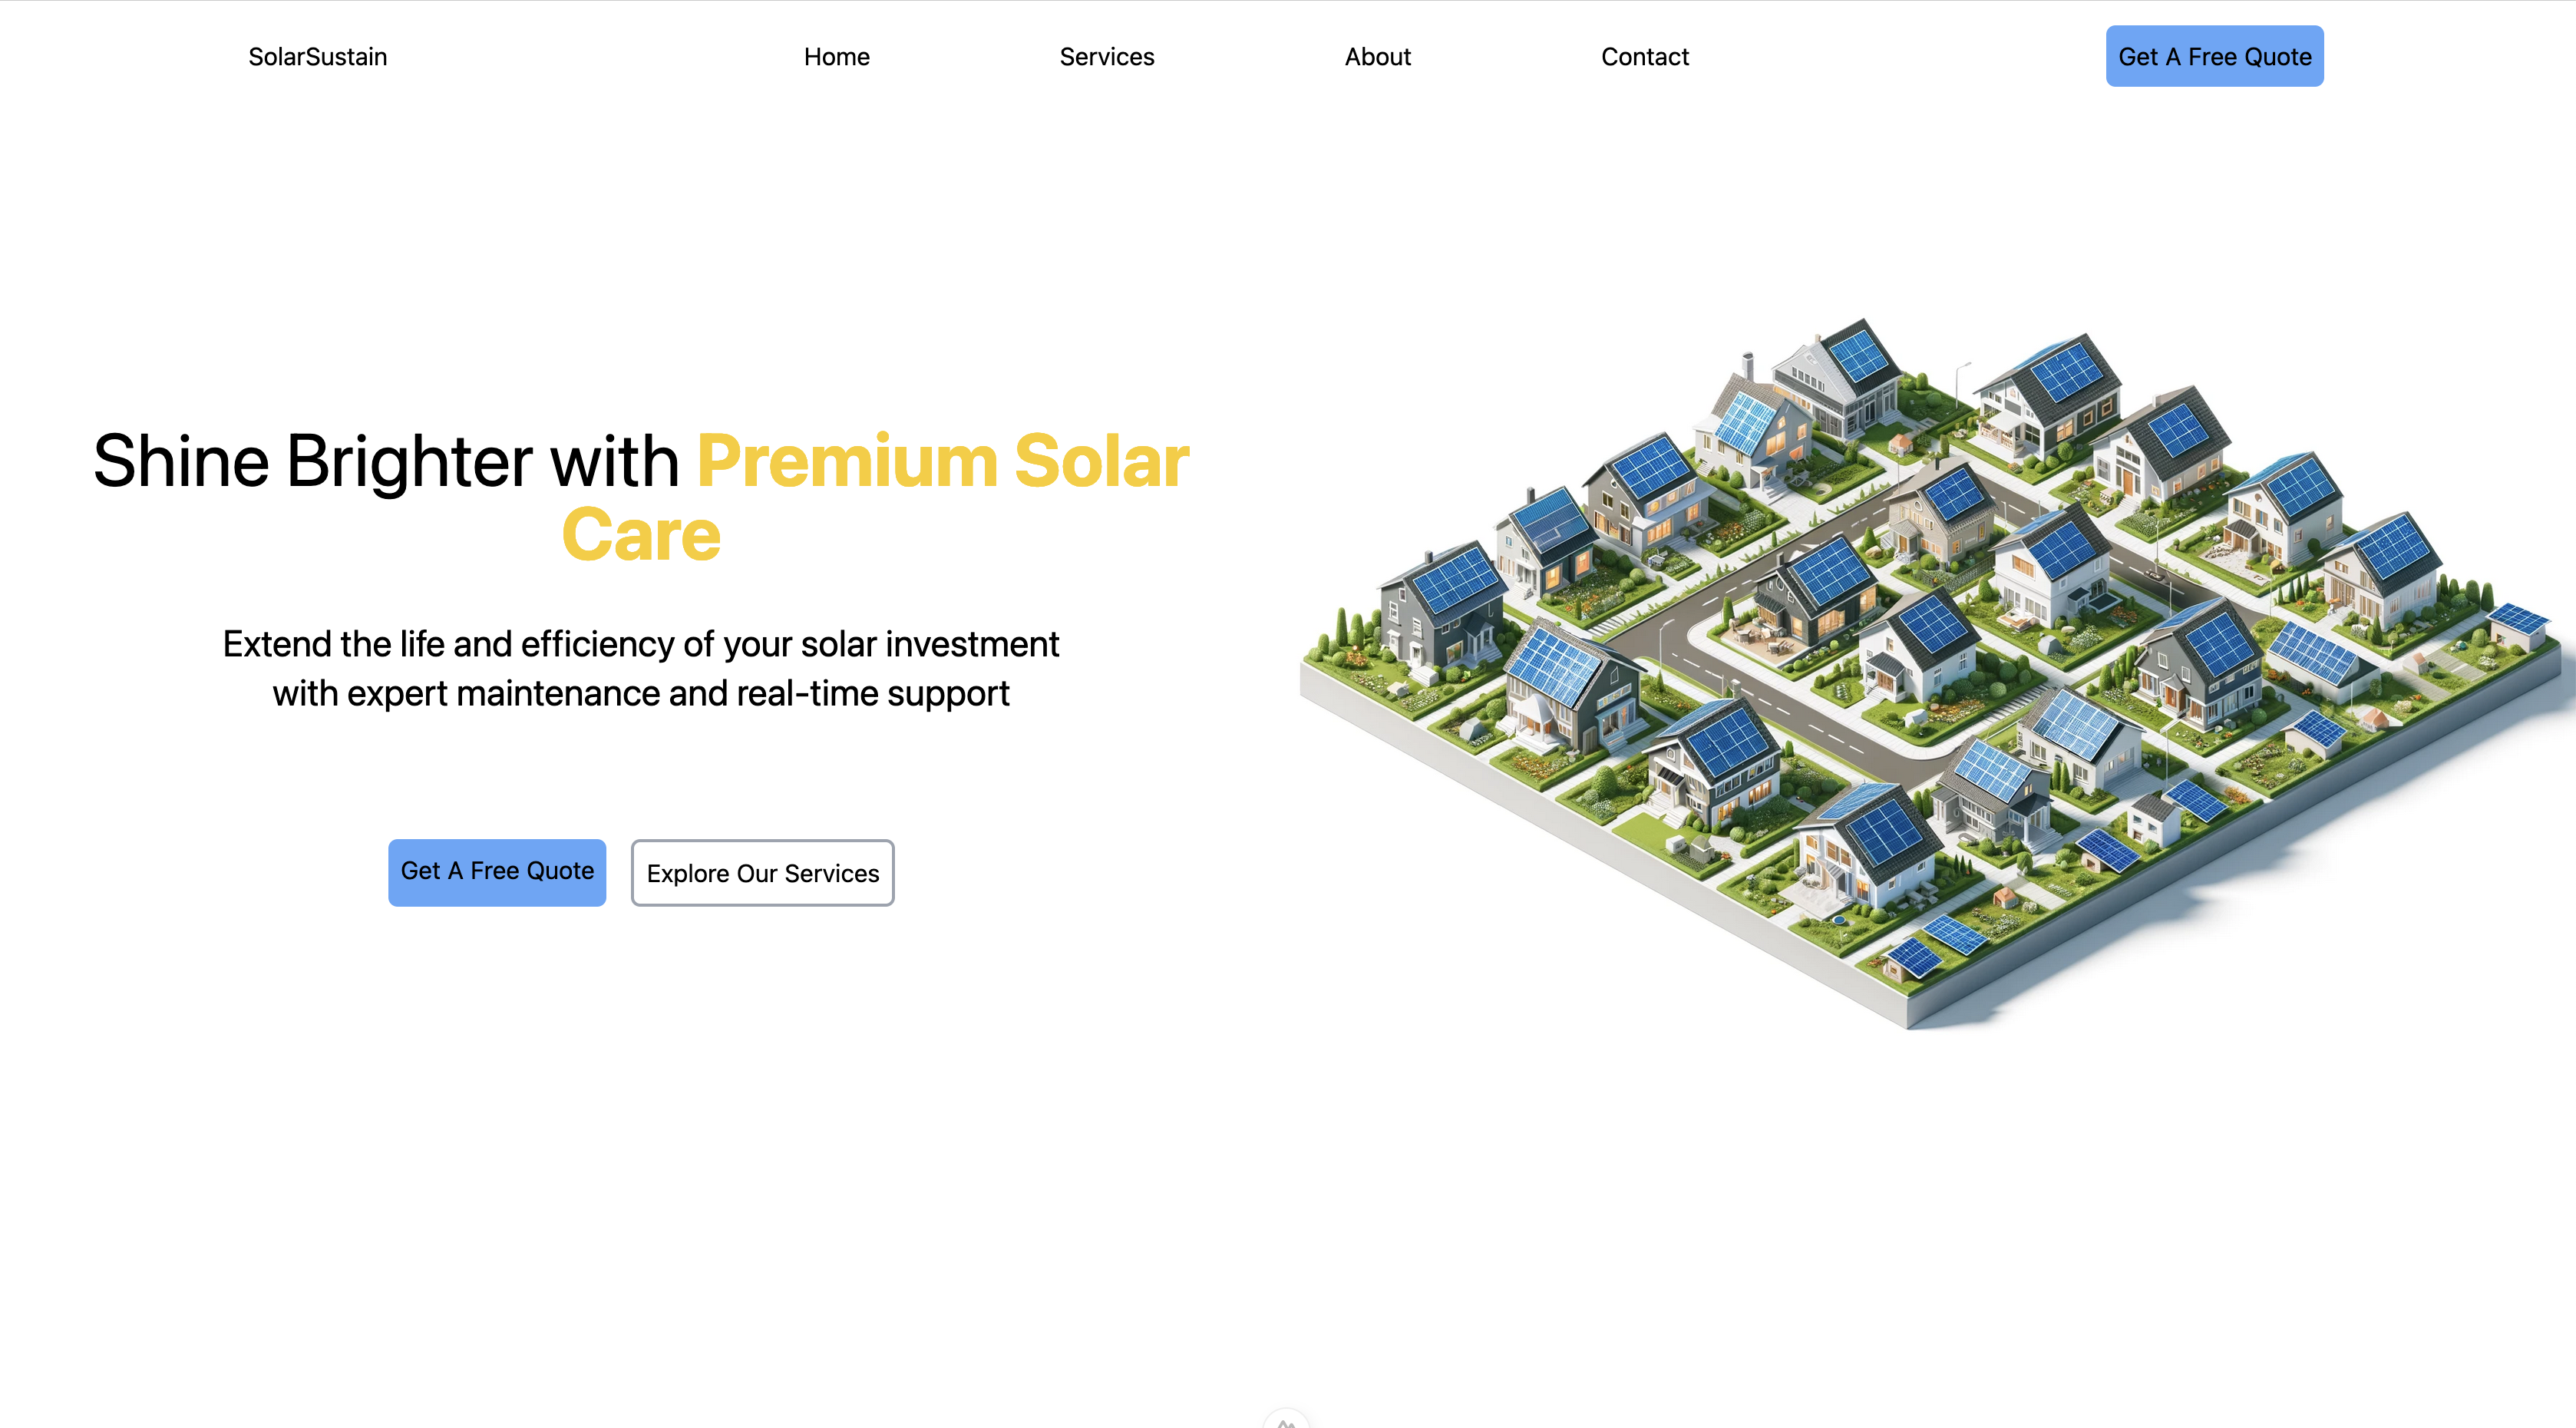 SolarSustain
Home
Services
About
Contact
Get A Free Quote
Shine Brighter with Premium Solar
Care
Extend the life and efficiency of your solar investment
with expert maintenance and real-time support
Get A Free Quote
Explore Our Services